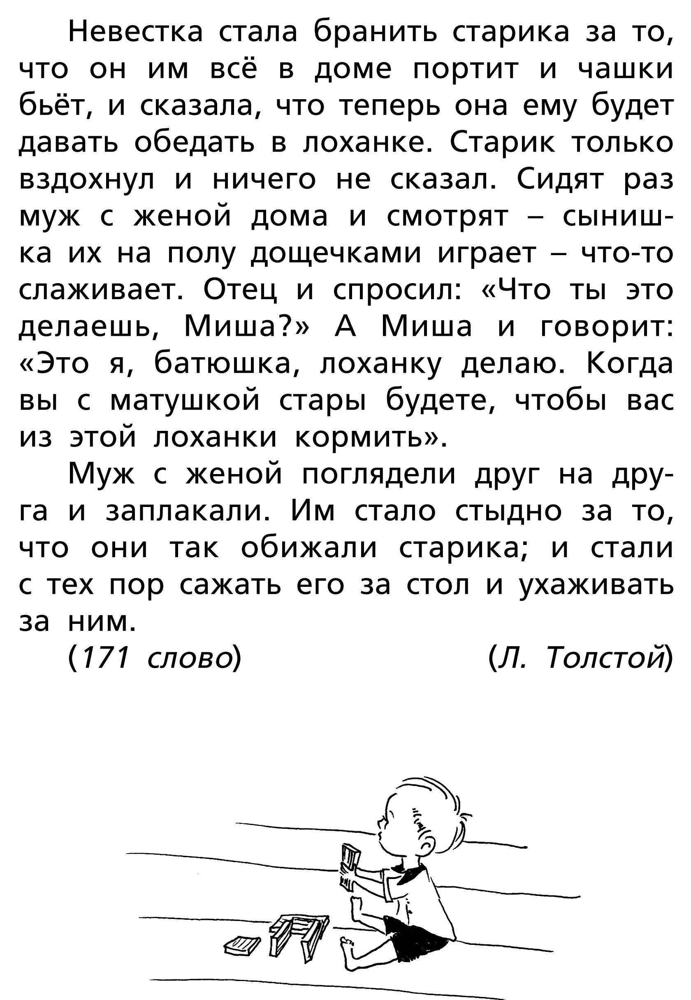 Невестка стала бранить старика за то,
что он им всё в доме портит и чашки
бьёт, и сказала, что теперь она ему будет
давать обедать в лоханке. Старик только
вздохнул и ничего не сказал. Сидят раз
муж с женой дома и смотрят – сыниш-
ка их на полу дощечками играет – что-то
слаживает. Отец и спросил: «Что ты это
делаешь, Миша?» А Миша и говорит:
«Это я, батюшка, лоханку делаю. Когда
вы с матушкой стары будете, чтобы вас
из этой лоханки кормить».
Муж с женой поглядели друг на дру-
га и заплакали. Им стало стыдно за то,
что они так обижали старика; и стали
с тех пор сажать его за стол и ухаживать
за ним.
(171 слово) (Л. Толстой)